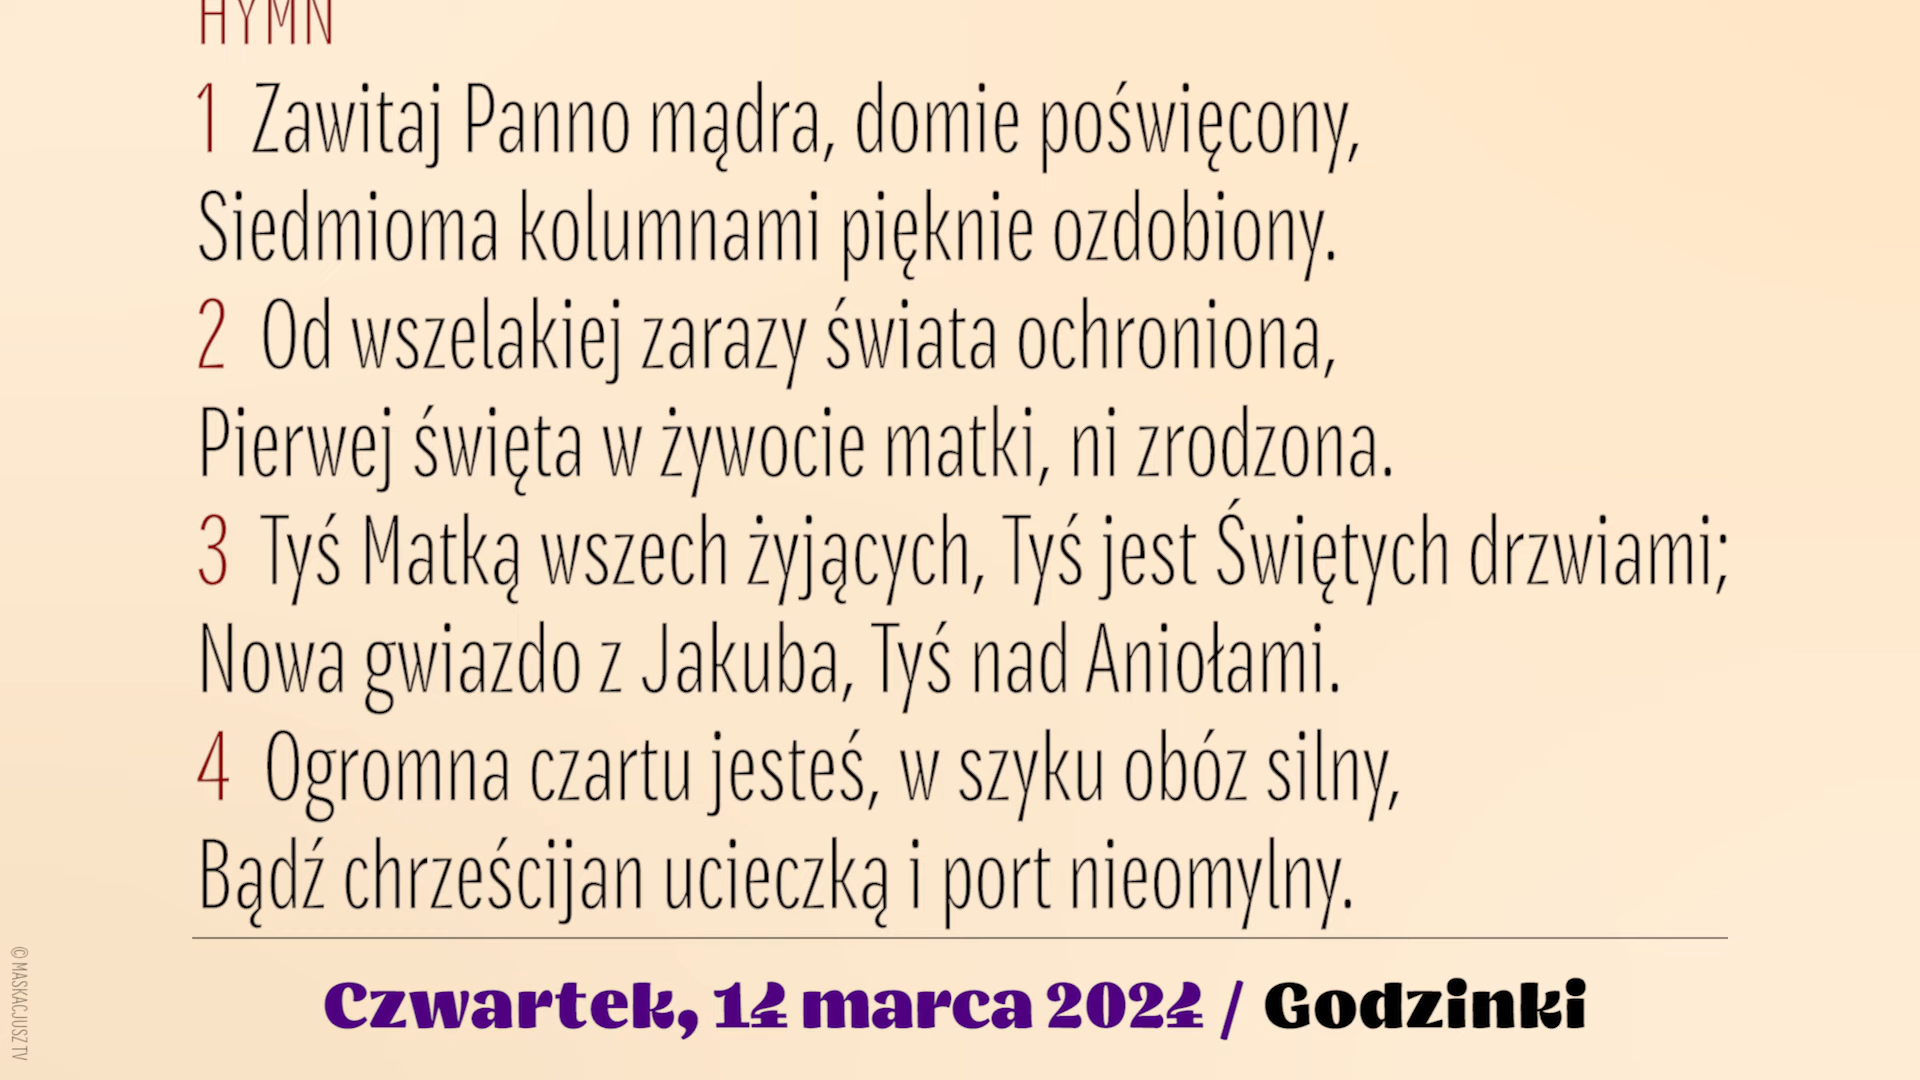 HYMN
1 Zawitaj Panno mądra, domie poświęcony,
Siedmioma kolumnami pięknie ozdobiony.
2 Od wszelakiej zarazy świata ochroniona,
Pierwej święta w żywocie matki, ni zrodzona.
3 Tyś Matką wszech żyjących, Tyś jest Świętych drzwiami;
Nowa gwiazdo z Jakuba, Tyś nad Aniołami.
4 Ogromna czartu jesteś, w szyku obóz silny,
Bądź chrześcijan ucieczką i port nieomylny.
Czwartek, 14 marca 2024 / Godzinki
© MASKACJUSZ TV